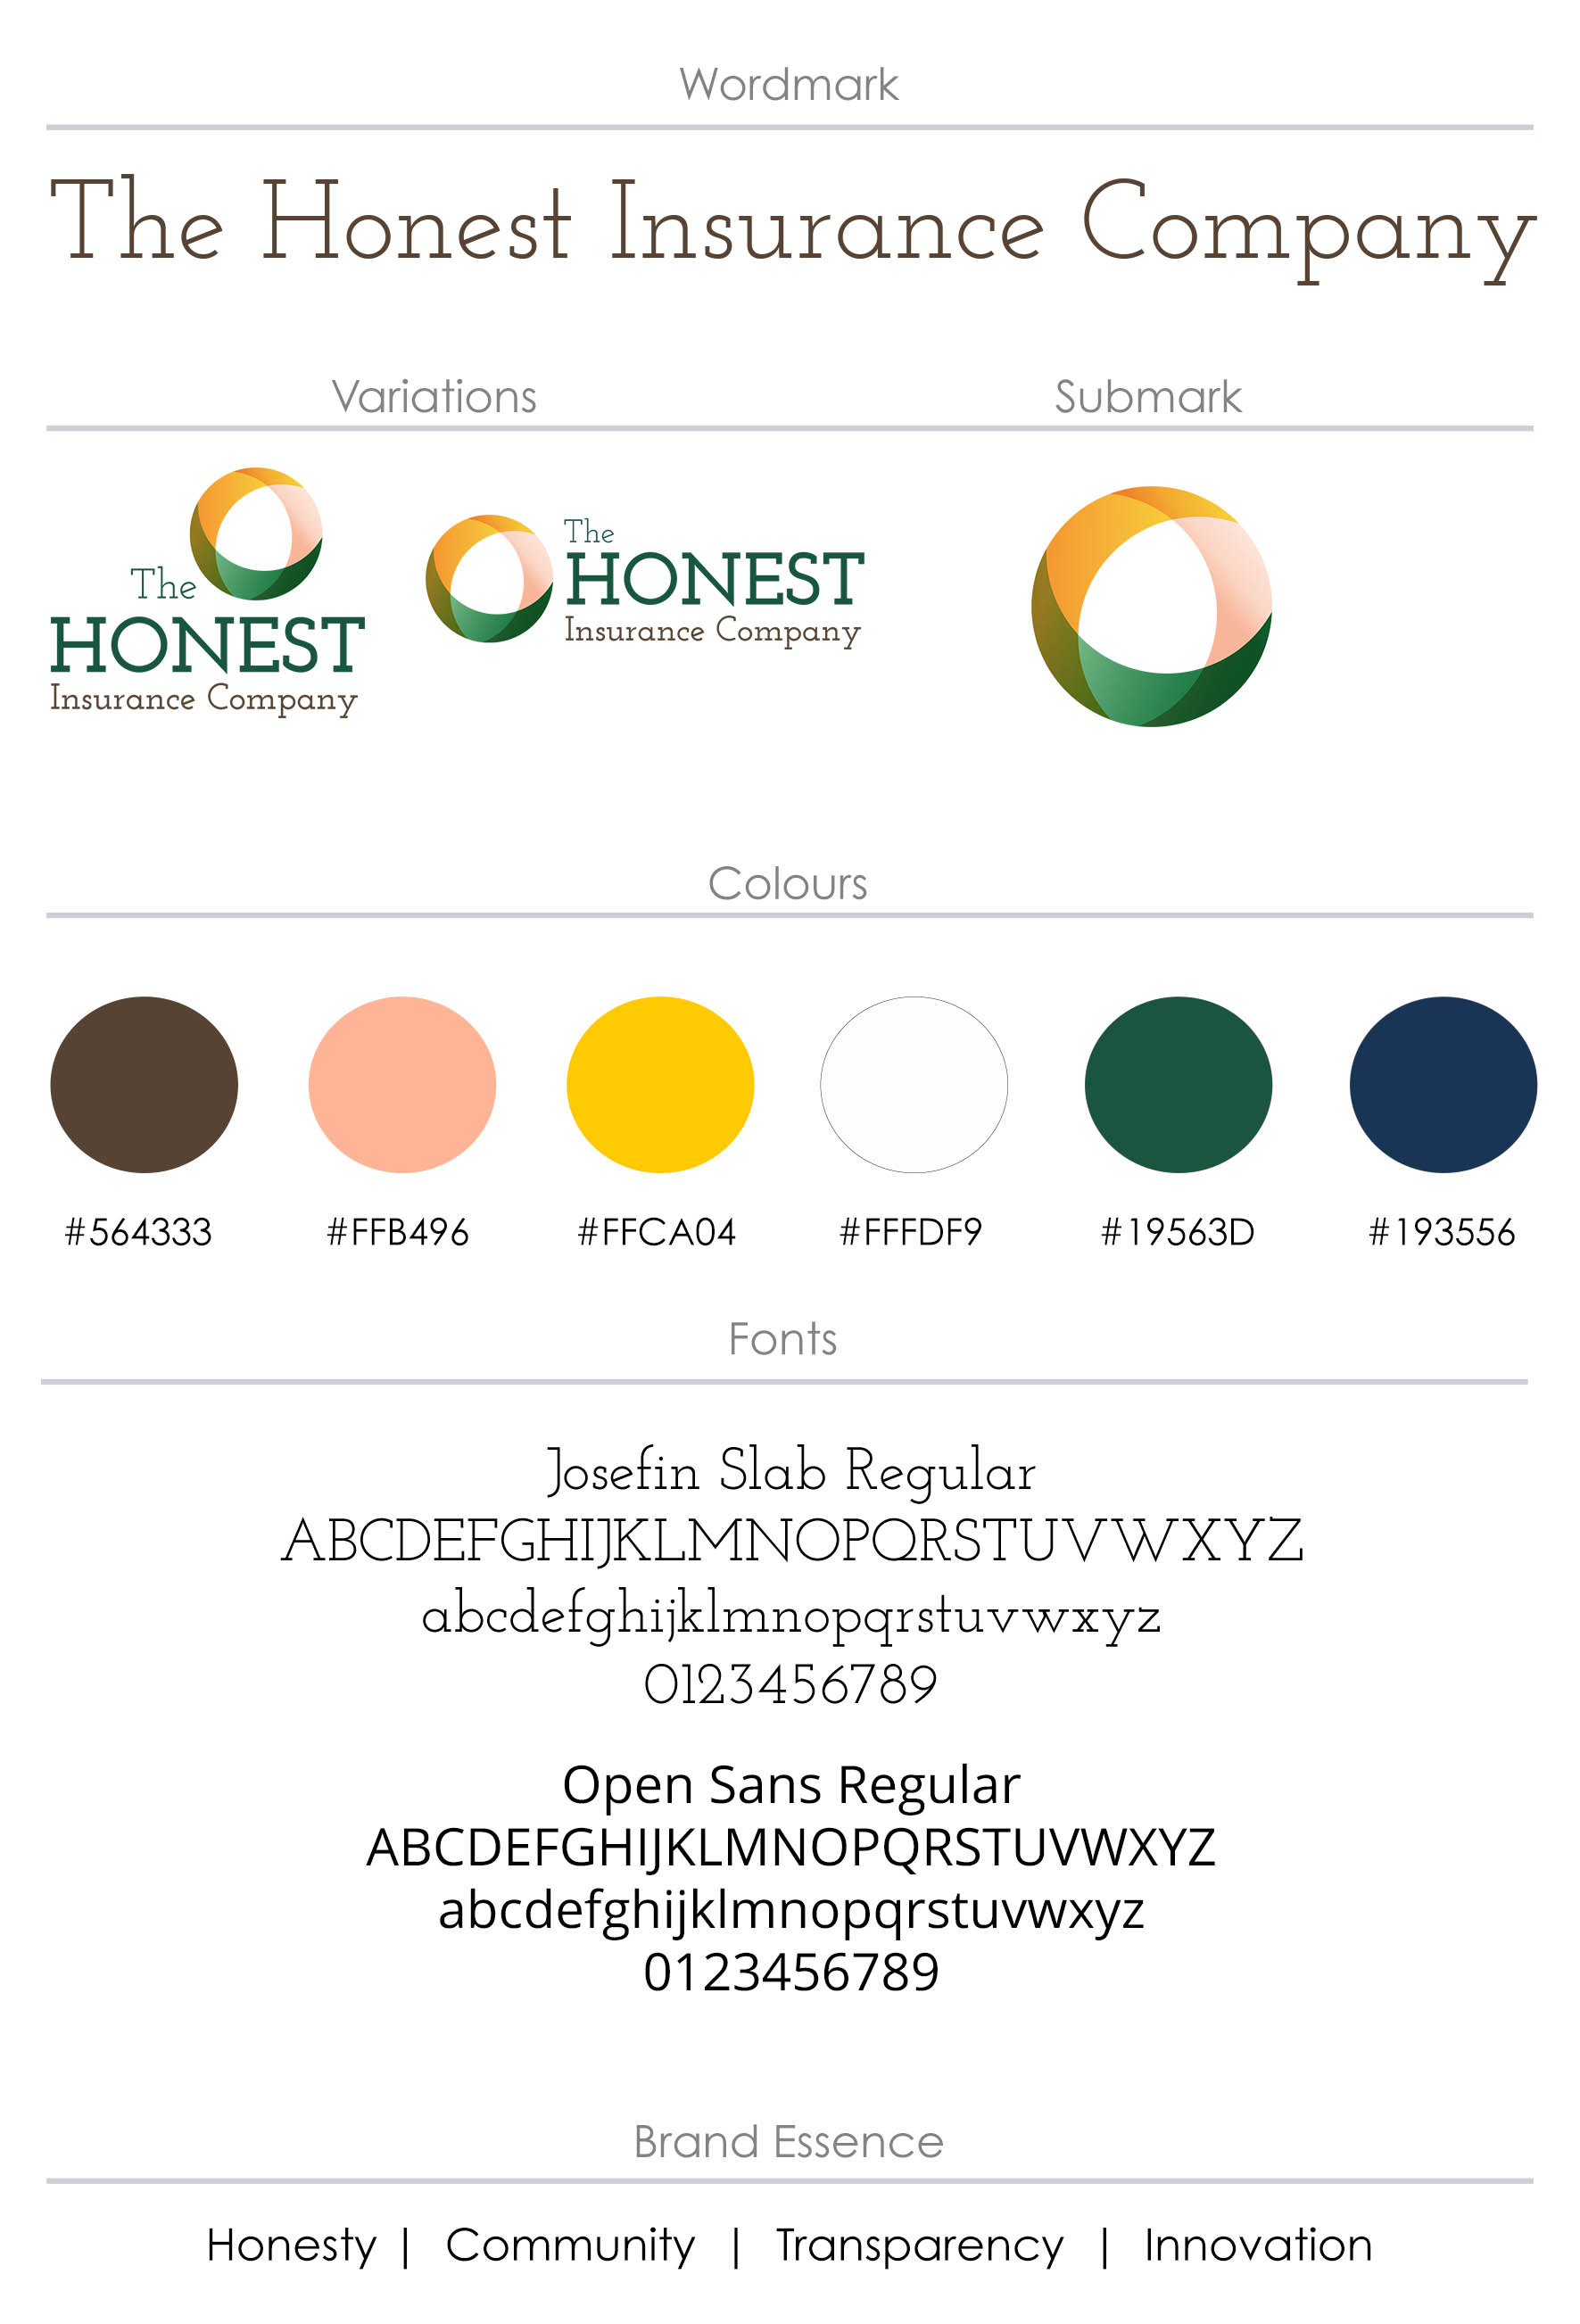 Wordmark
The Honest Insurance Company
Variations
Submark
The
HONEST
Insurance Company
The
HONEST
Insurance Company
Colours
#564333
#FFB496
#FFCA04
#FFFDF9
#19563D
#193556
Fonts
Josefin Slab Regular
ABCDEFGHIJKLMNOPQRSTUVWXYZ
abcdefghijklmnopqrstuvwxyz
0123456789
Open Sans Regular
ABCDEFGHIJKLMNOPQRSTUVWXYZ
abcdefghijklmnopqrstuvwxyz
0123456789
Brand Essence
Honesty | Community | Transparency | Innovation